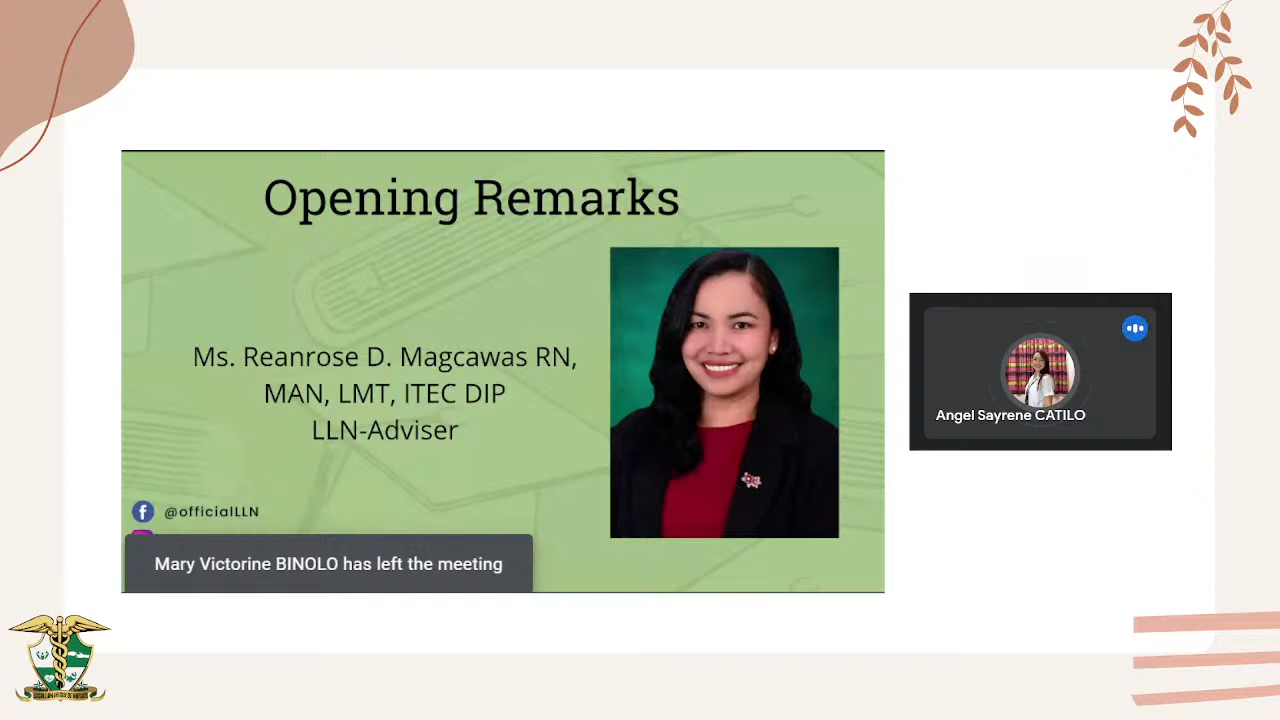 Opening Remarks
Ms. Reanrose D. Magcawas RN,
MAN, LMT, ITEC DIP
LLN-Adviser
@officialLLN
Mary Victorine BINOLO has left the meeting
Angel Sayrene CATILO